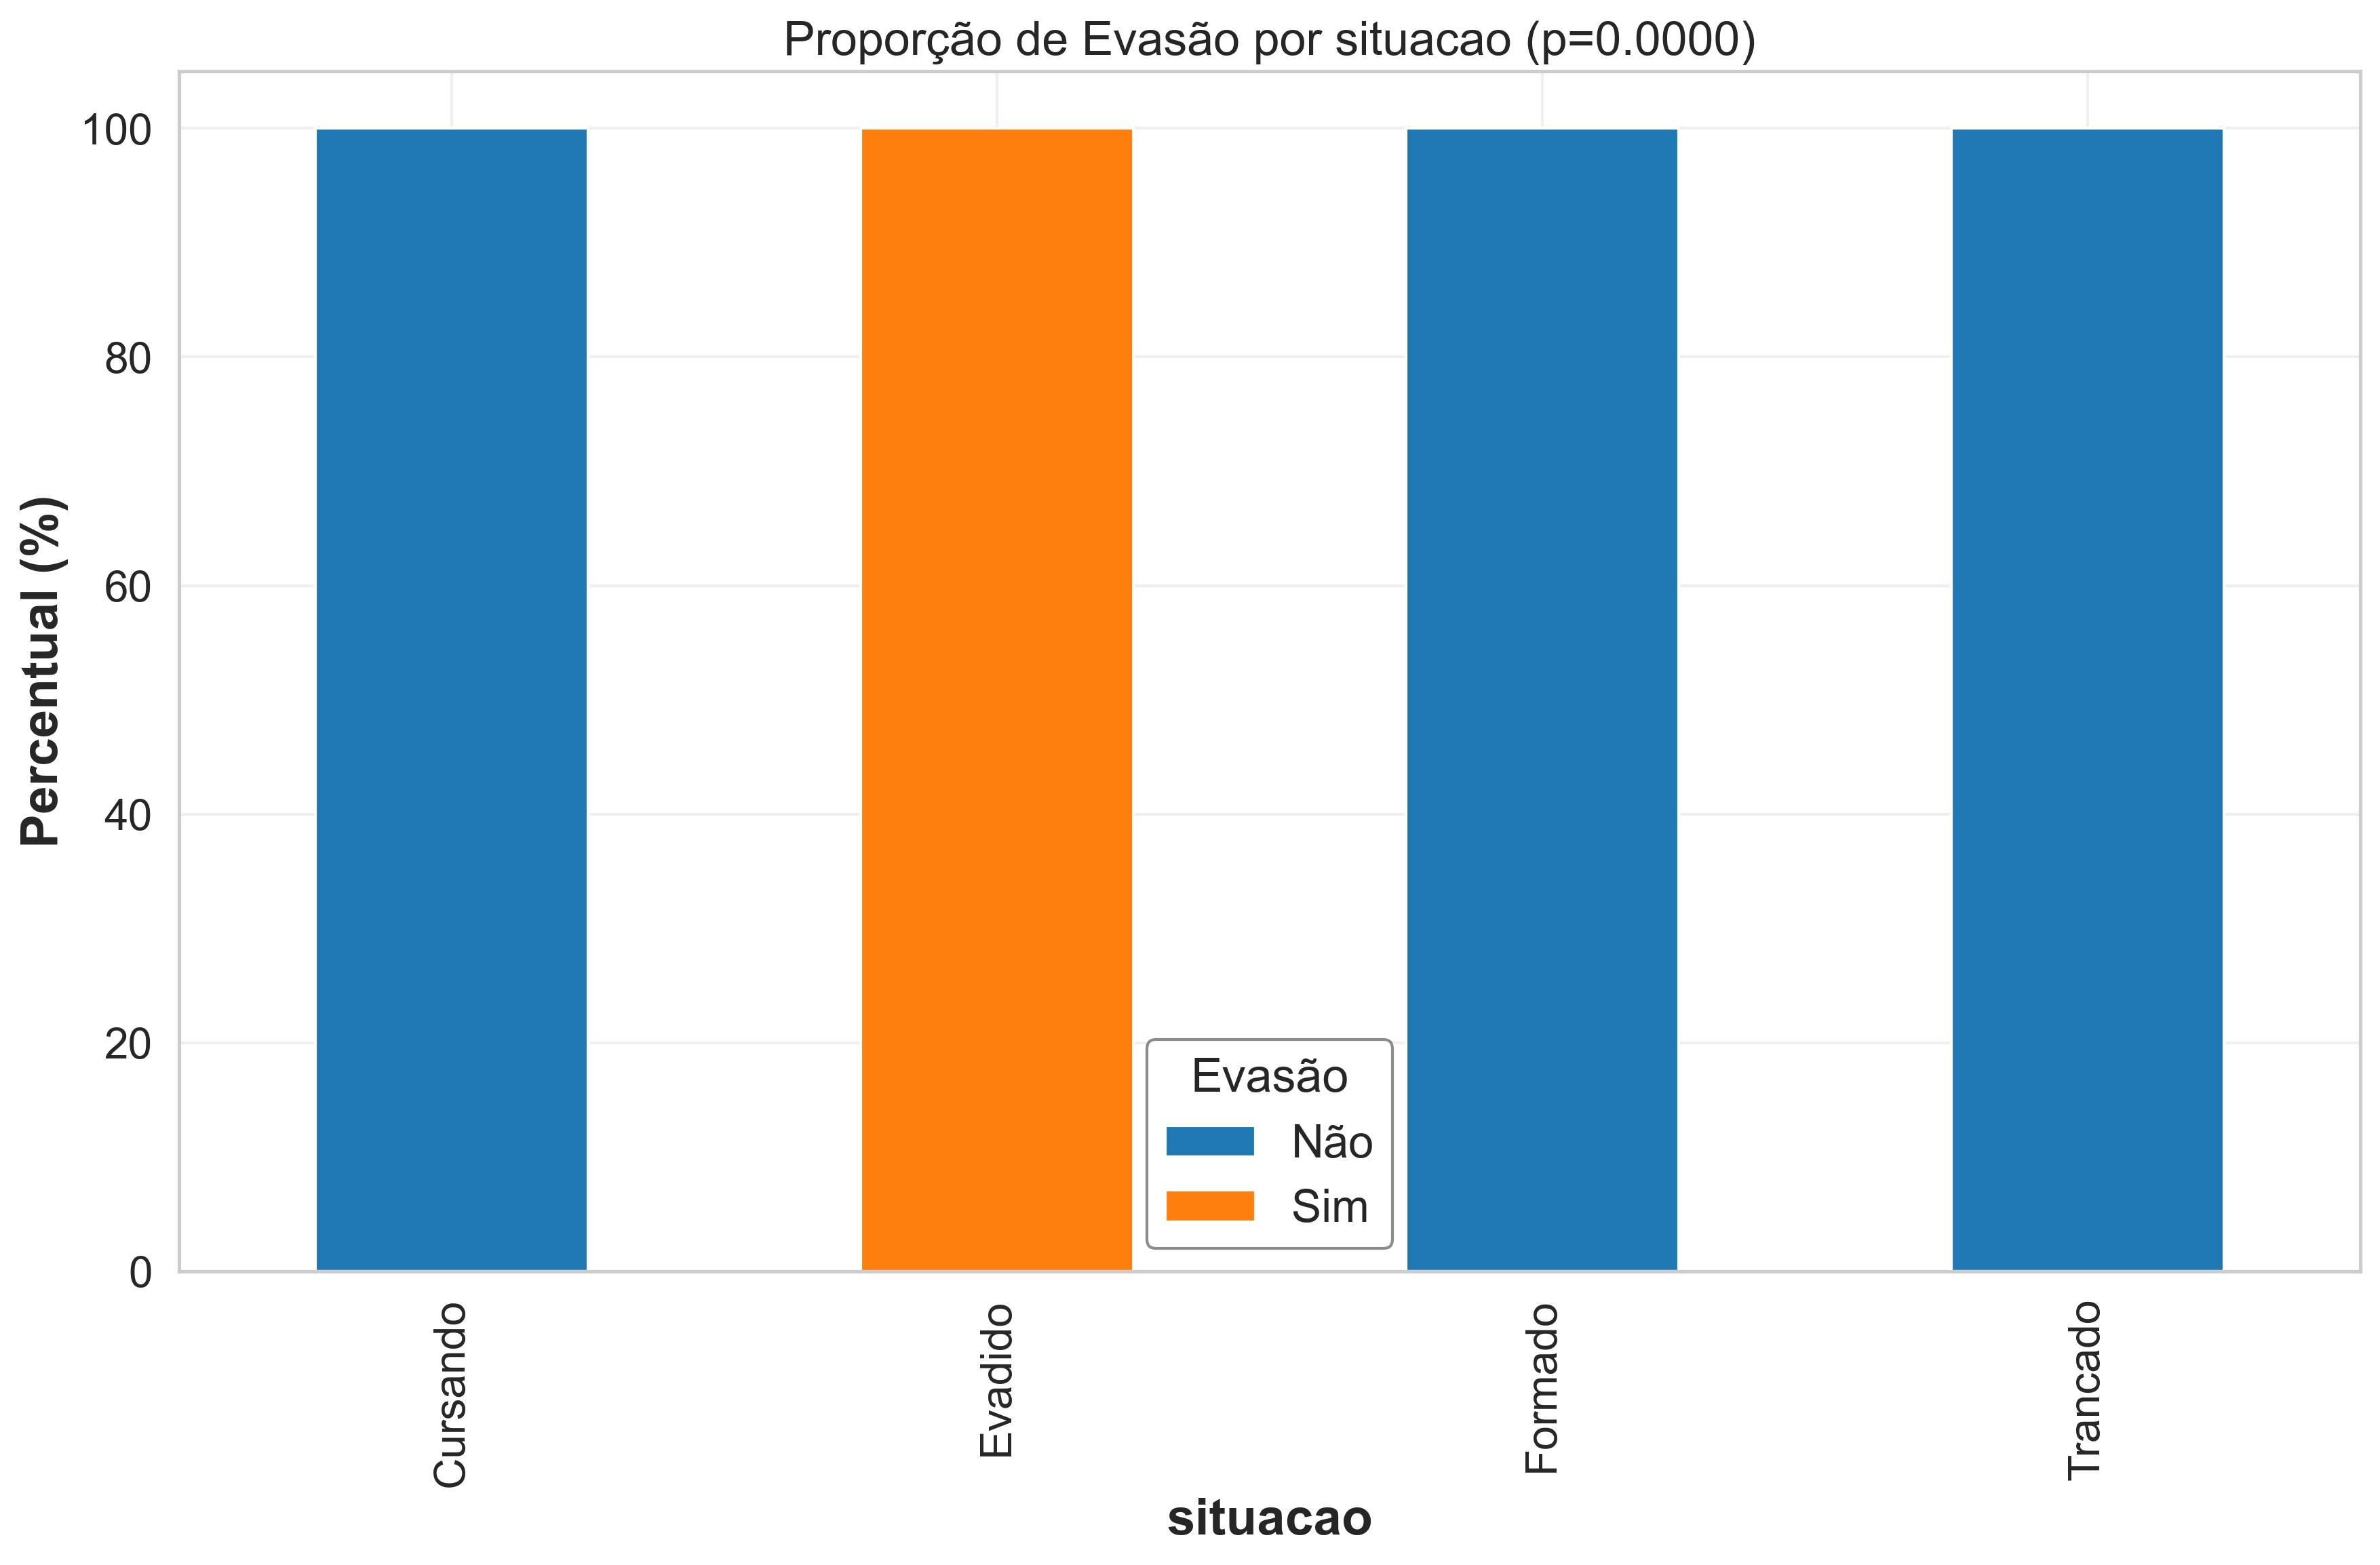 Proporção de Evasão por situacao (p=0.0000)
Percentual (%)
100
80
60
40
20
0
Evasão
Não
Sim
Cursando
Evadido
Formado
Trancado
situacao